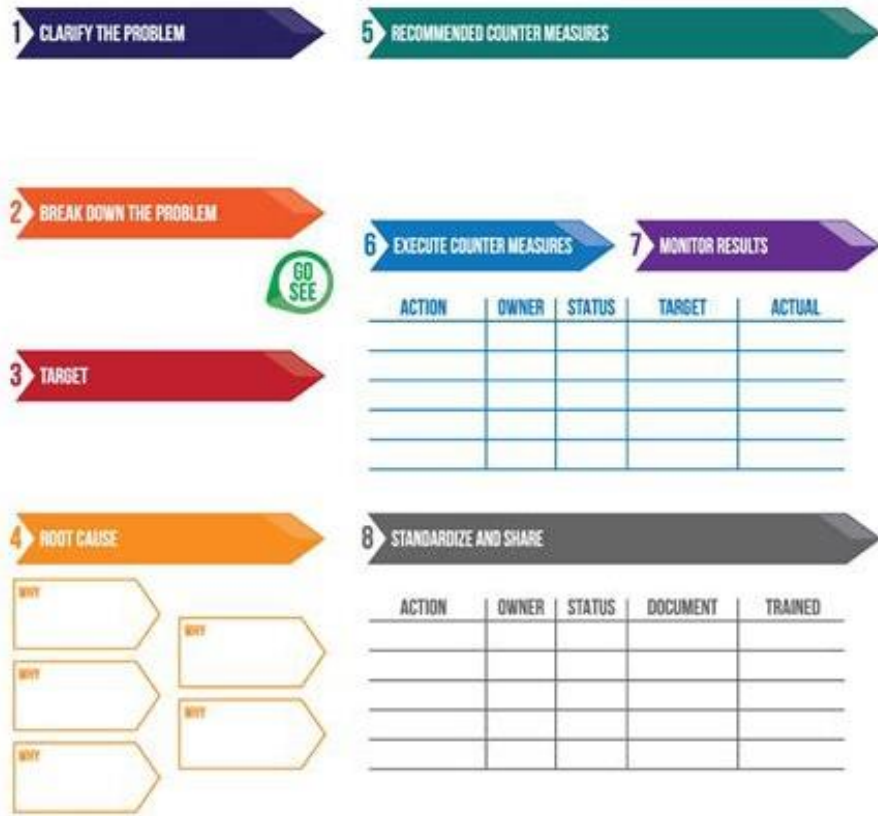 1 CLARIFY THE PROBLEM
2 BREAK DOWN THE PROBLEM
GO
SEE
3 TARGET
4 ROOT CAUSE
WHY
WHY
WHY
WHY
WHY
5 RECOMMENDED COUNTER MEASURES
6 EXECUTE COUNTER MEASURES
7 MONITOR RESULTS
ACTION OWNER STATUS TARGET ACTUAL
8 STANDARDIZE AND SHARE
ACTION OWNER STATUS DOCUMENT TRAINED